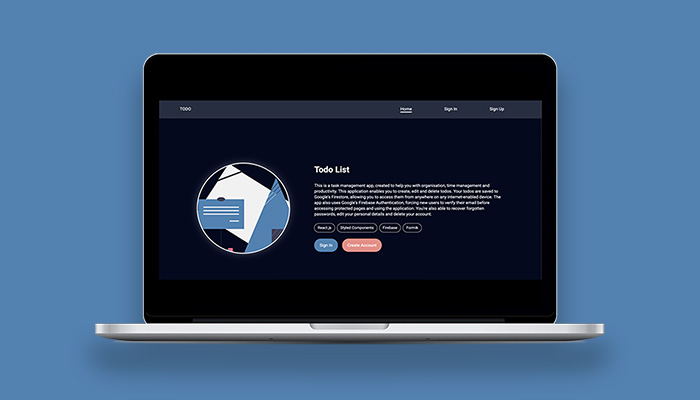 TODO
Home
Sign In
Sign Up
Todo List
This is a task management app, created to help you with organisation, time management and
productivity. This application enables you to create, edit and delete todos. Your todos are saved to
Google's Firestore, allowing you to access them from anywhere on any internet-enabled device. The
app also uses Google's Firebase Authentication, forcing new users to verify their email before
accessing protected pages and using the application. You're also able to recover forgotten
passwords, edit your personal details and delete your account.
React.js
Styled Components
Firebase
Formik
Sign In
Create Account